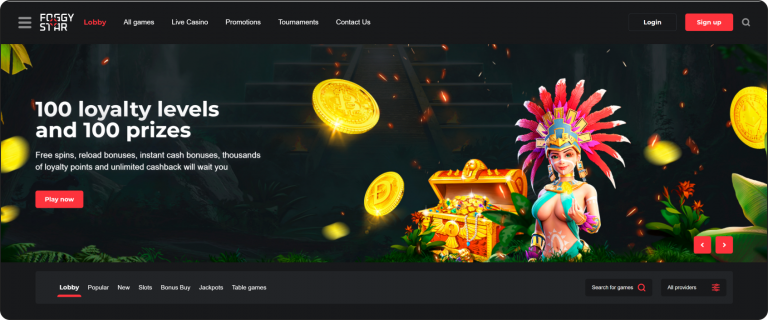 FOGGY
STAR
Lobby
All games
Live Casino
Promotions
Tournaments
Contact Us
Login
Sign up
100 loyalty levels
and 100 prizes
Free spins, reload bonuses, instant cash bonuses, thousands
of loyalty points and unlimited cashback will wait you
Play now
Lobby
Popular
New
Slots
Bonus Buy
Jackpots
Table games
Search for games
All providers